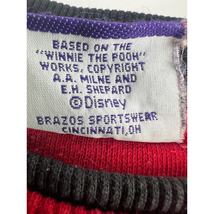 BASED ON THE
"WINNIE THE POOH"
WORKS, COPYRIGHT
A.A. MILNE AND
E.H. SHEPARD
©Disney
BRAZOS SPORTSWEAR
CINCINNATI,OH